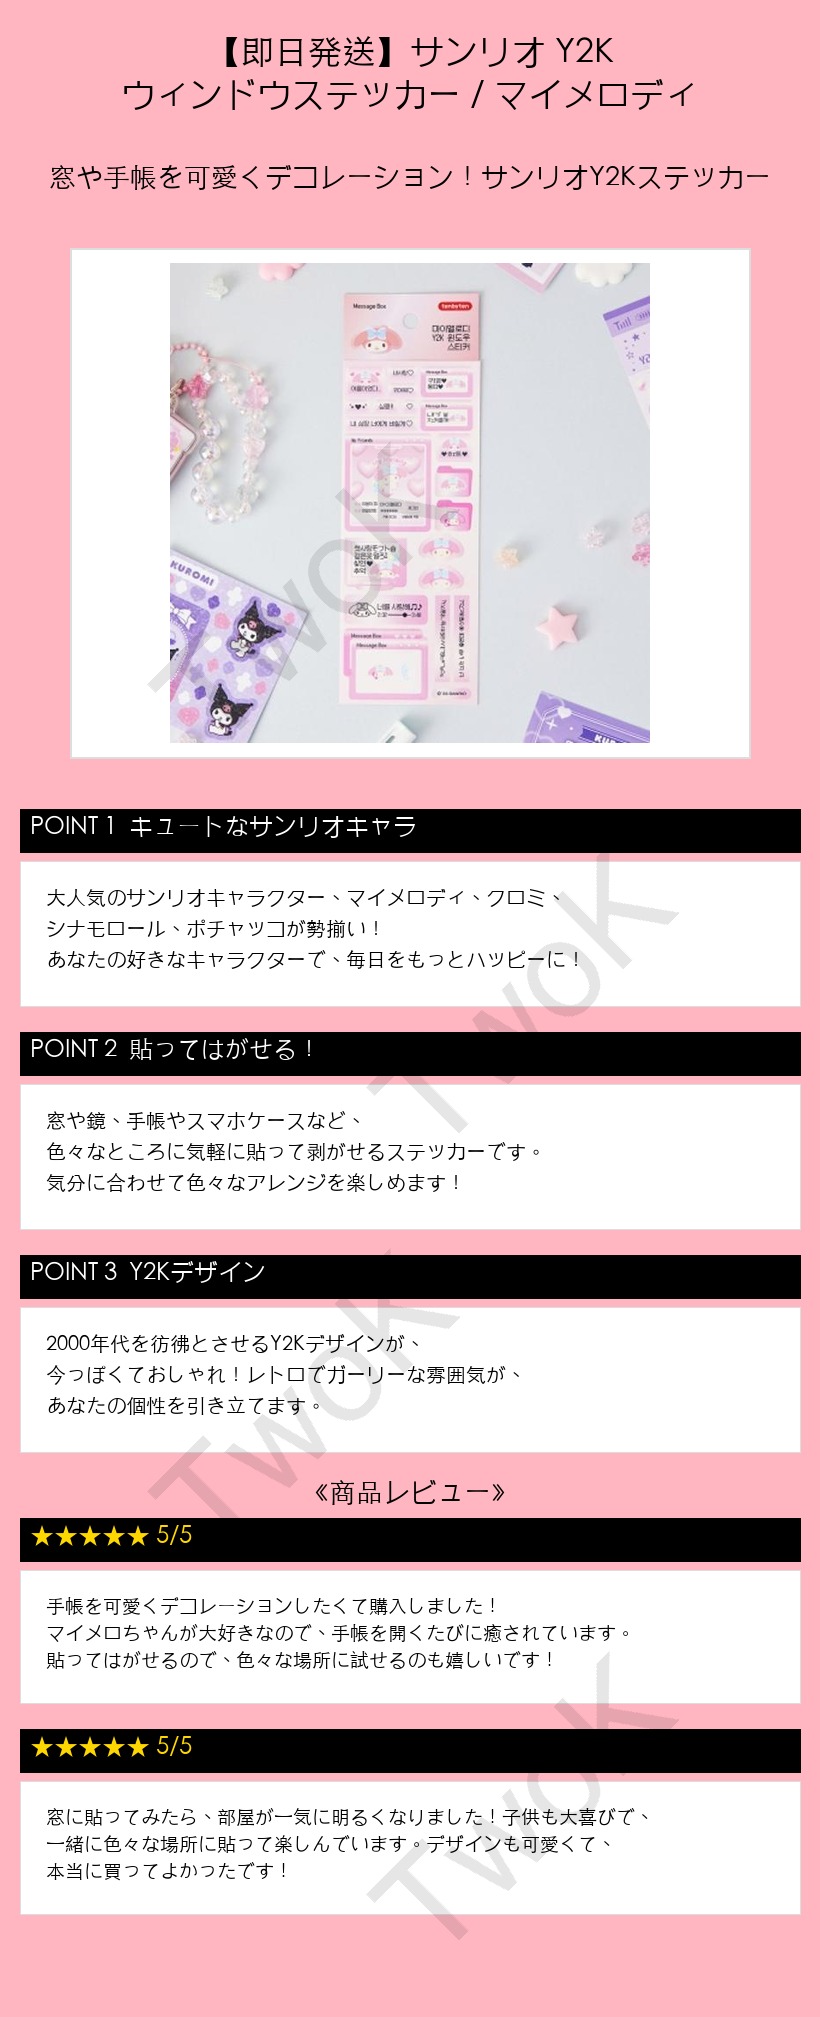 【即日発送】サンリオ Y2K
ウィンドウステッカー / マイメロディ
窓や手帳を可愛くデコレーション！サンリオY2Kステッカー
Message Box
tenbyten
마이멜로디
Y2K 윈도우
스티커
Message Box
Message Box
My Friends
너를 사랑해♫♪
Message Box
Message Box
KUROMI
KUROMI
TwoK
POINT 1 キュートなサンリオキャラ
大人気のサンリオキャラクター、マイメロディ、クロミ、
シナモロール、ポチャッコが勢揃い！
あなたの好きなキャラクターで、毎日をもっとハッピーに！
TwoK
POINT 2 貼ってはがせる！
窓や鏡、手帳やスマホケースなど、
色々なところに気軽に貼って剥がせるステッカーです。
気分に合わせて色々なアレンジを楽しめます！
POINT 3 Y2Kデザイン
2000年代を彷彿とさせるY2Kデザインが、
今っぽくておしゃれ！レトロでガーリーな雰囲気が、
あなたの個性を引き立てます。
TwoK
《商品レビュー》
★★★★★ 5/5
手帳を可愛くデコレーションしたくて購入しました！
マイメロちゃんが大好きなので、手帳を開くたびに癒されています。
貼ってはがせるので、色々な場所に試せるのも嬉しいです！
★★★★★ 5/5
窓に貼ってみたら、部屋が一気に明るくなりました！子供も大喜びで、
一緒に色々な場所に貼って楽しんでいます。デザインも可愛くて、
本当に買ってよかったです！
TwoK